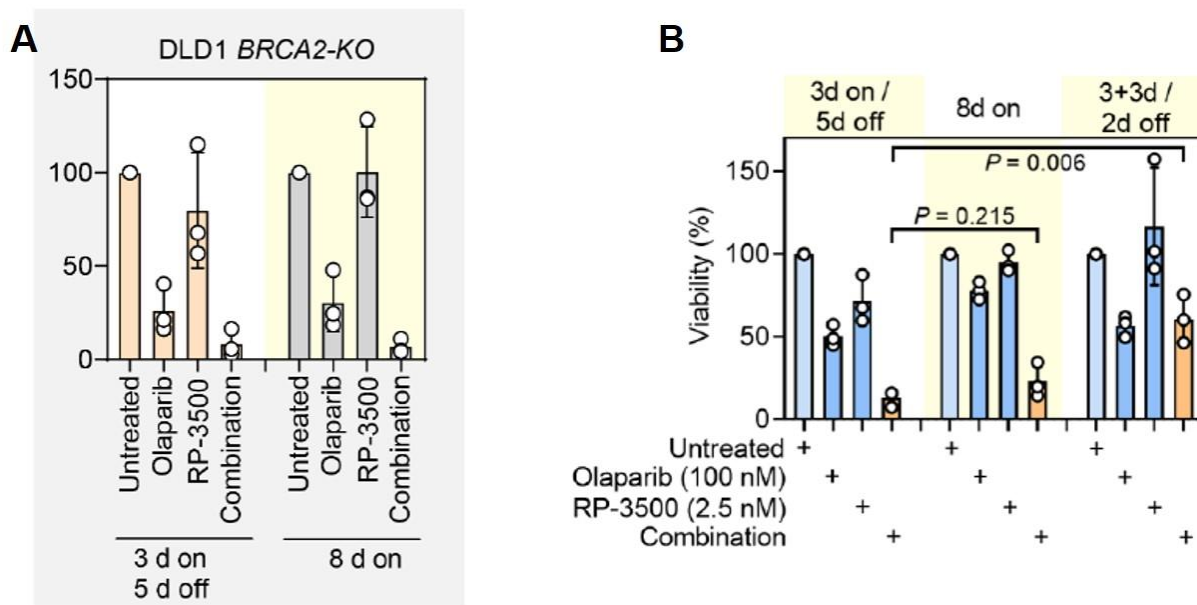 A
DLD1 BRCA2-KO
150
100
50
0
Untreated
Olaparib
RP-3500
Combination
Untreated
Olaparib
RP-3500
Combination
3 d on
5 d off
8 d on
B
3d on /
5d off
8d on
3+3d /
2d off
P = 0.006
P = 0.215
Viability (%)
150
100
50
0
Untreated + + +
Olaparib (100 nM) + + +
RP-3500 (2.5 nM) + + +
Combination + + +